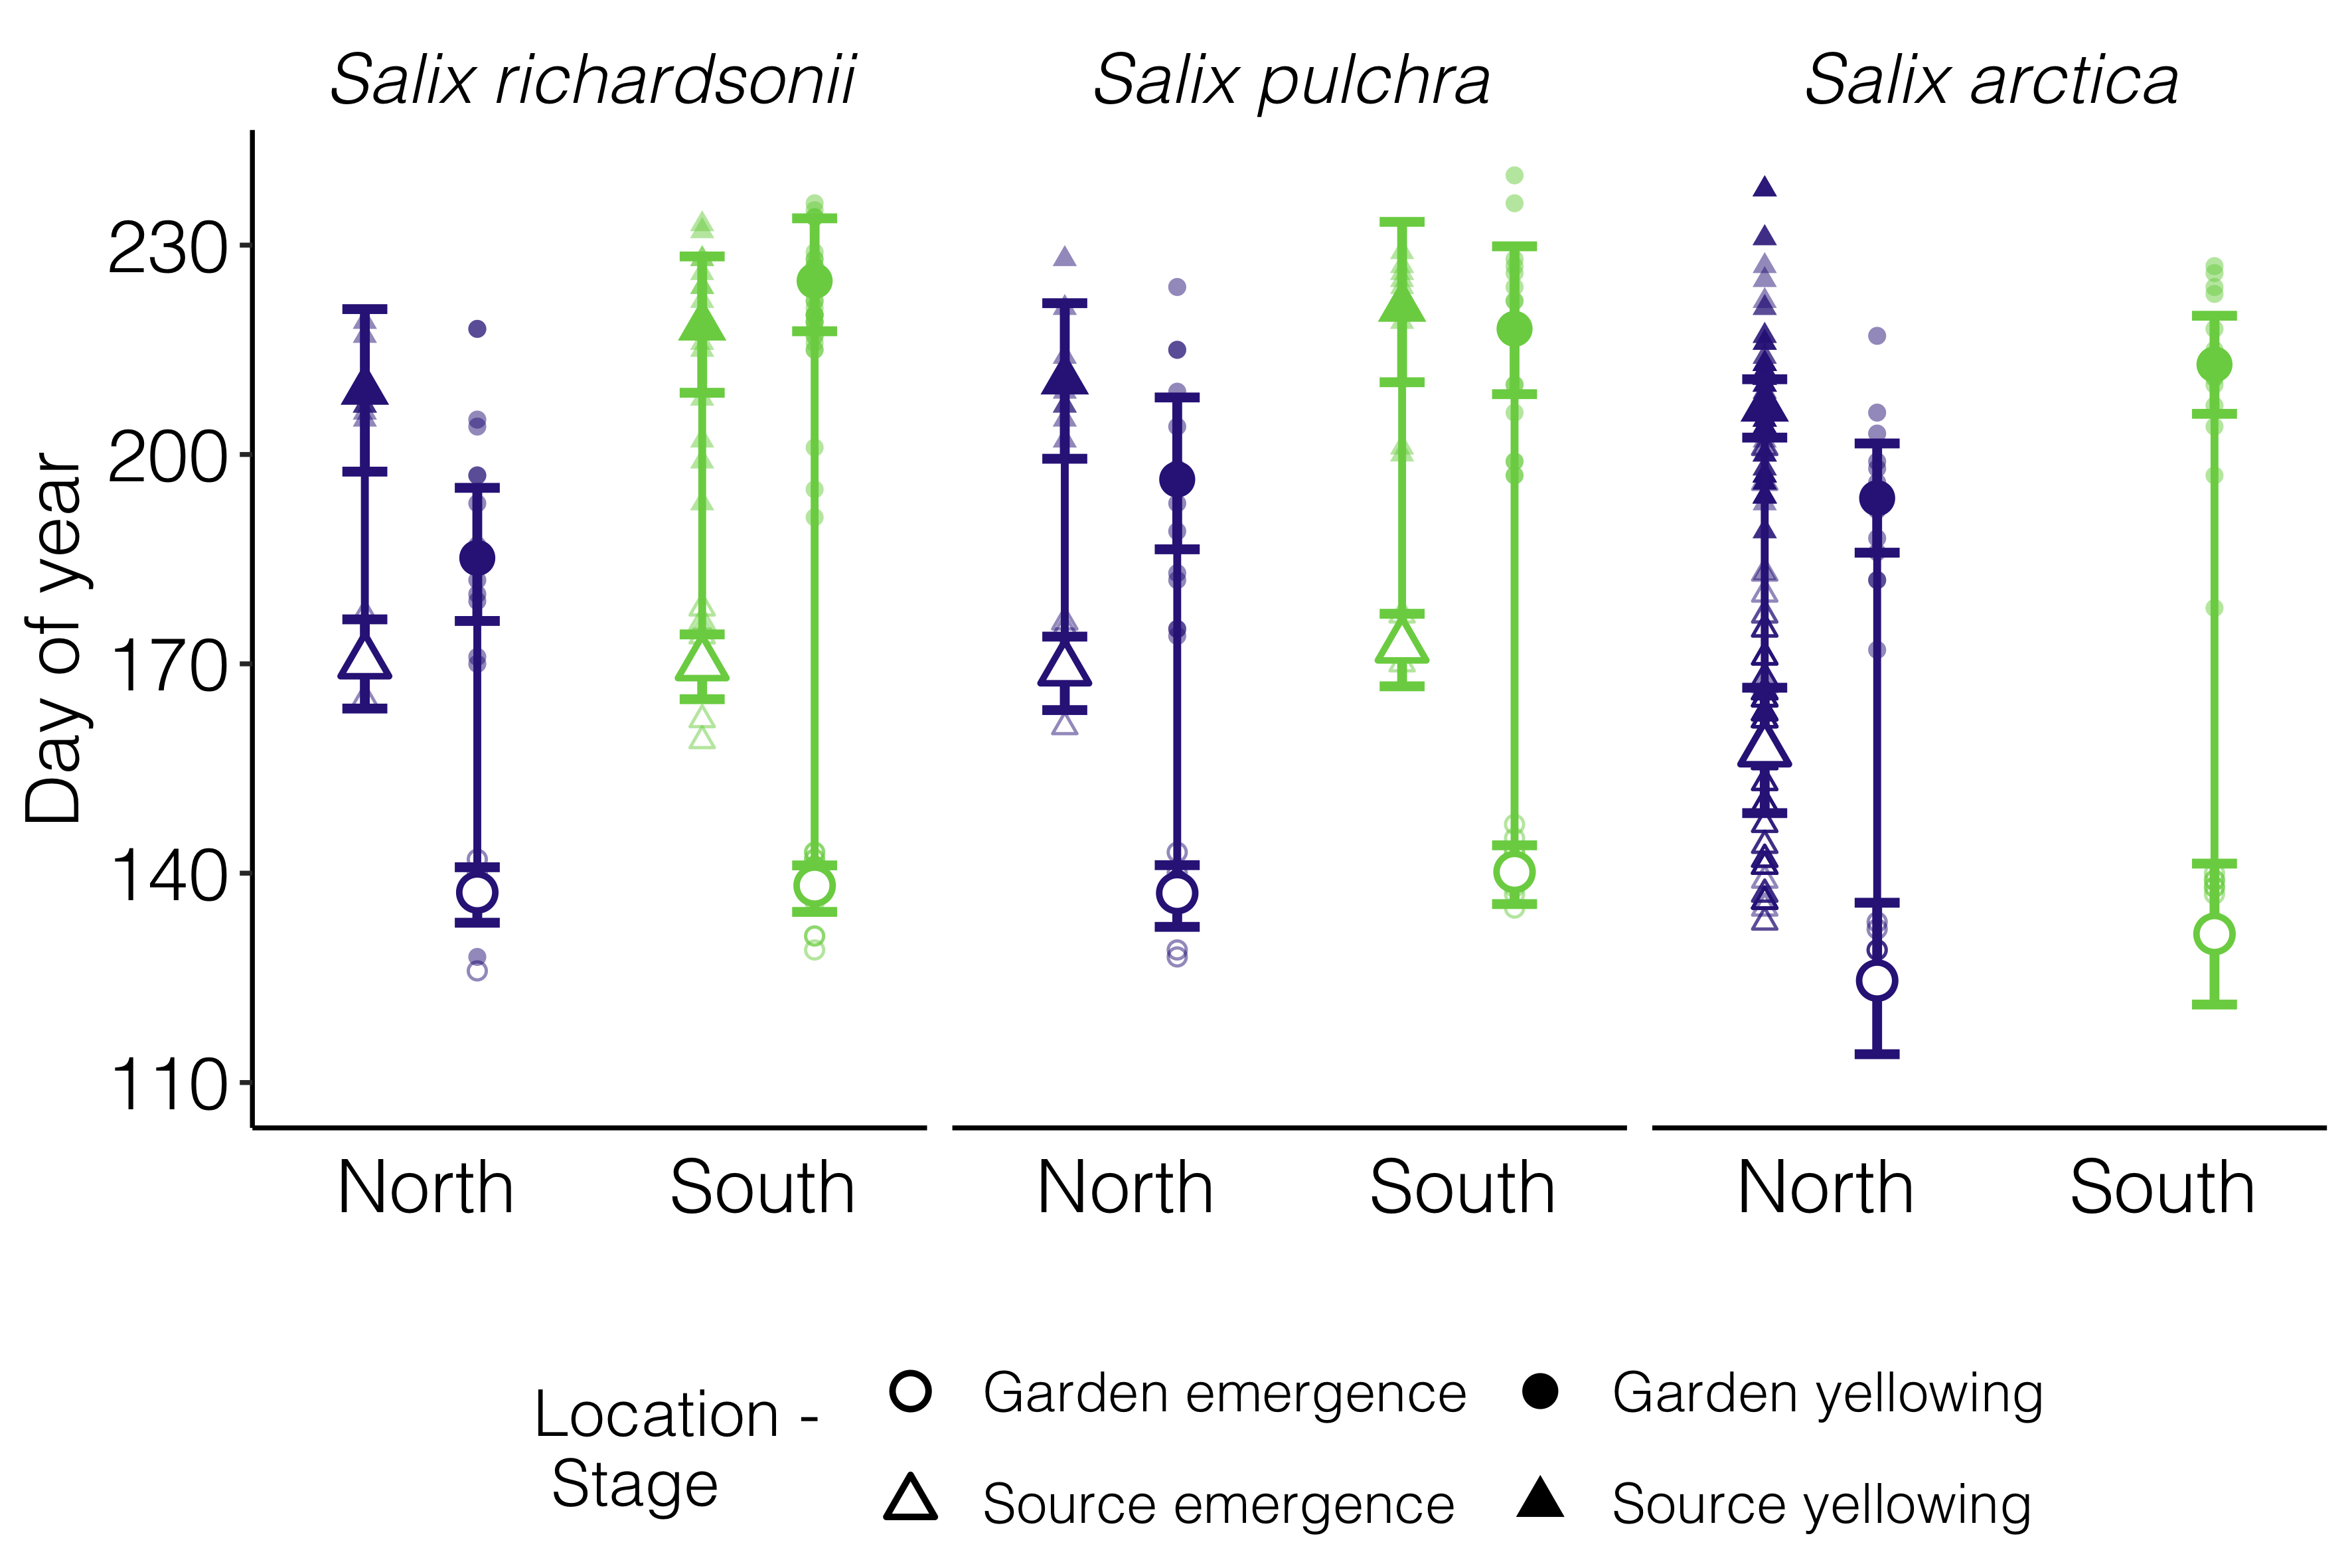 Salix richardsonii
Salix pulchra
Salix arctica
Day of year
230
200
170
140
110
North
South
North
South
North
South
Location -
Stage
Garden emergence
Garden yellowing
Source emergence
Source yellowing